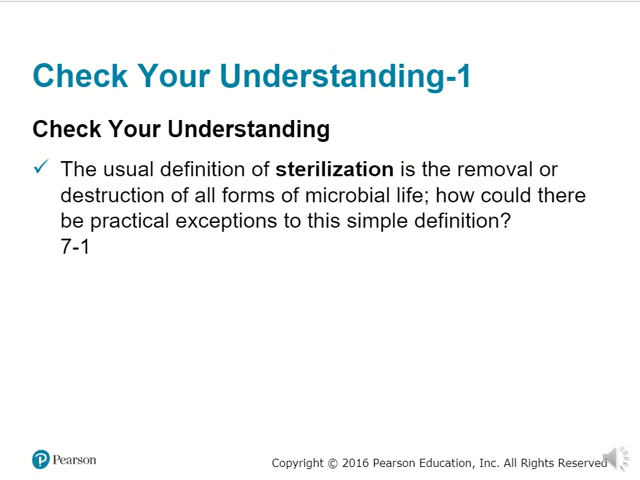 Check Your Understanding-1
Check Your Understanding
✓ The usual definition of sterilization is the removal or
destruction of all forms of microbial life; how could there
be practical exceptions to this simple definition?
7-1
Pearson
Copyright © 2016 Pearson Education, Inc. All Rights Reserved